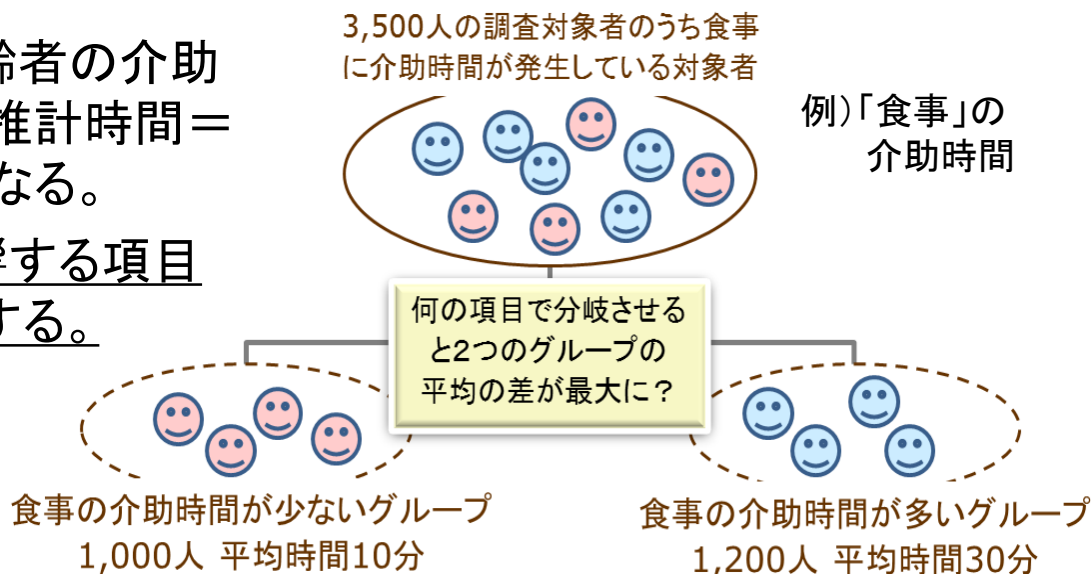 齢者の介助
推計時間＝
なる。
響する項目
する。
3,500人の調査対象者のうち食事
に介助時間が発生している対象者
例）「食事」の
介助時間
何の項目で分岐させる
と2つのグループの
平均の差が最大に？
食事の介助時間が少ないグループ
1,000人 平均時間10分
食事の介助時間が多いグループ
1,200人 平均時間30分